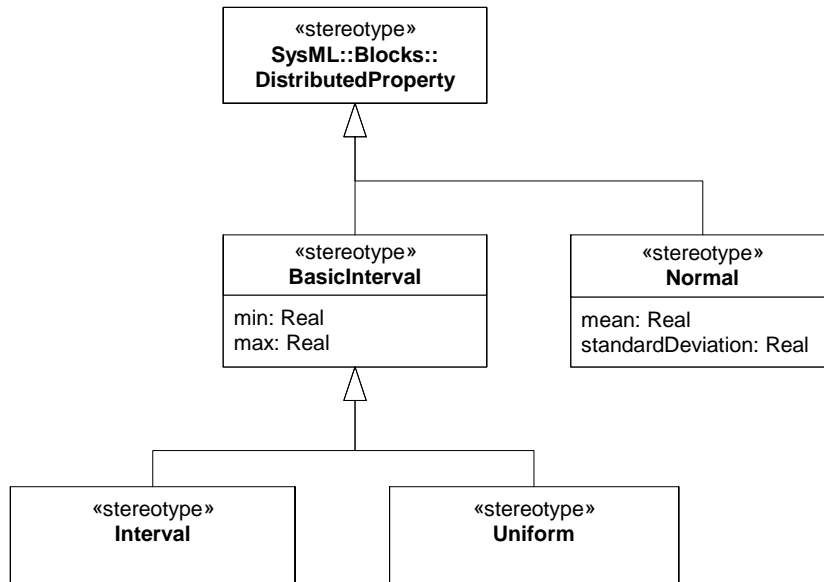 «stereotype»
SysML::Blocks::
DistributedProperty
«stereotype»
BasicInterval
min: Real
max: Real
«stereotype»
Normal
mean: Real
standardDeviation: Real
«stereotype»
Interval
«stereotype»
Uniform